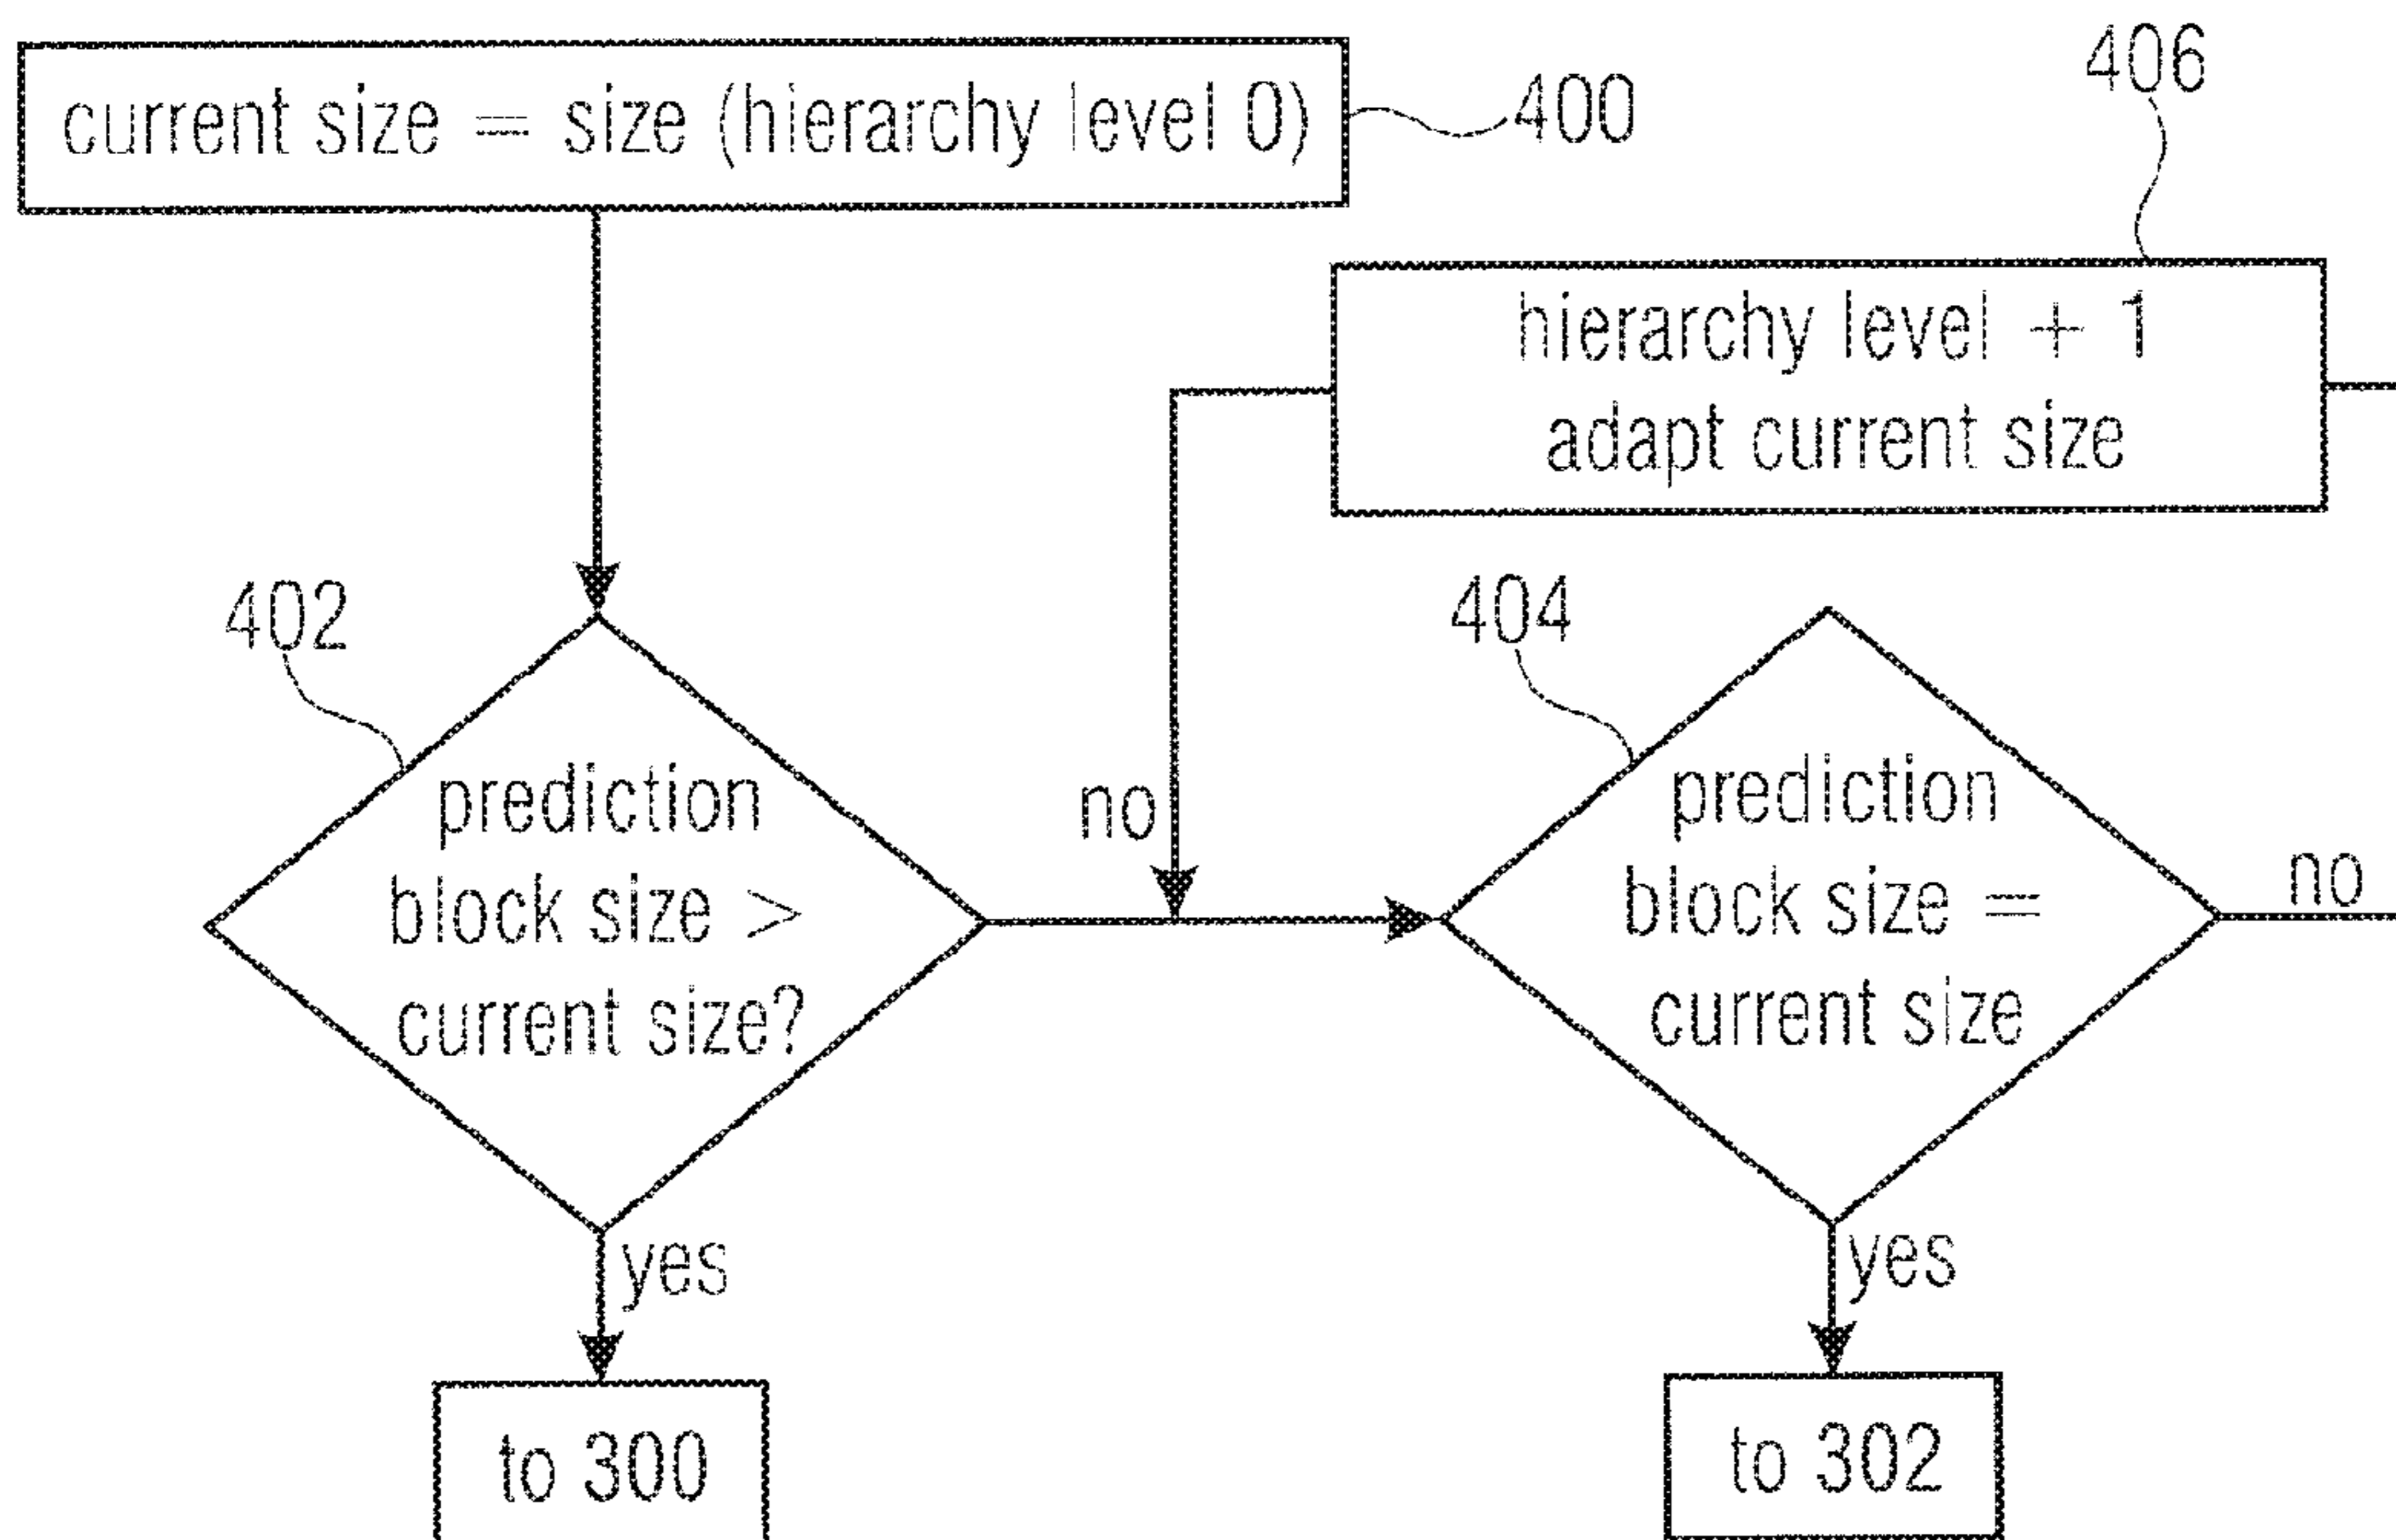 current size = size (hierarchy level 0)
400
406
hierarchy level + 1
adapt current size
402
prediction
block size >
current size?
no
404
prediction
block size =
current size
no
yes
yes
to 300
to 302